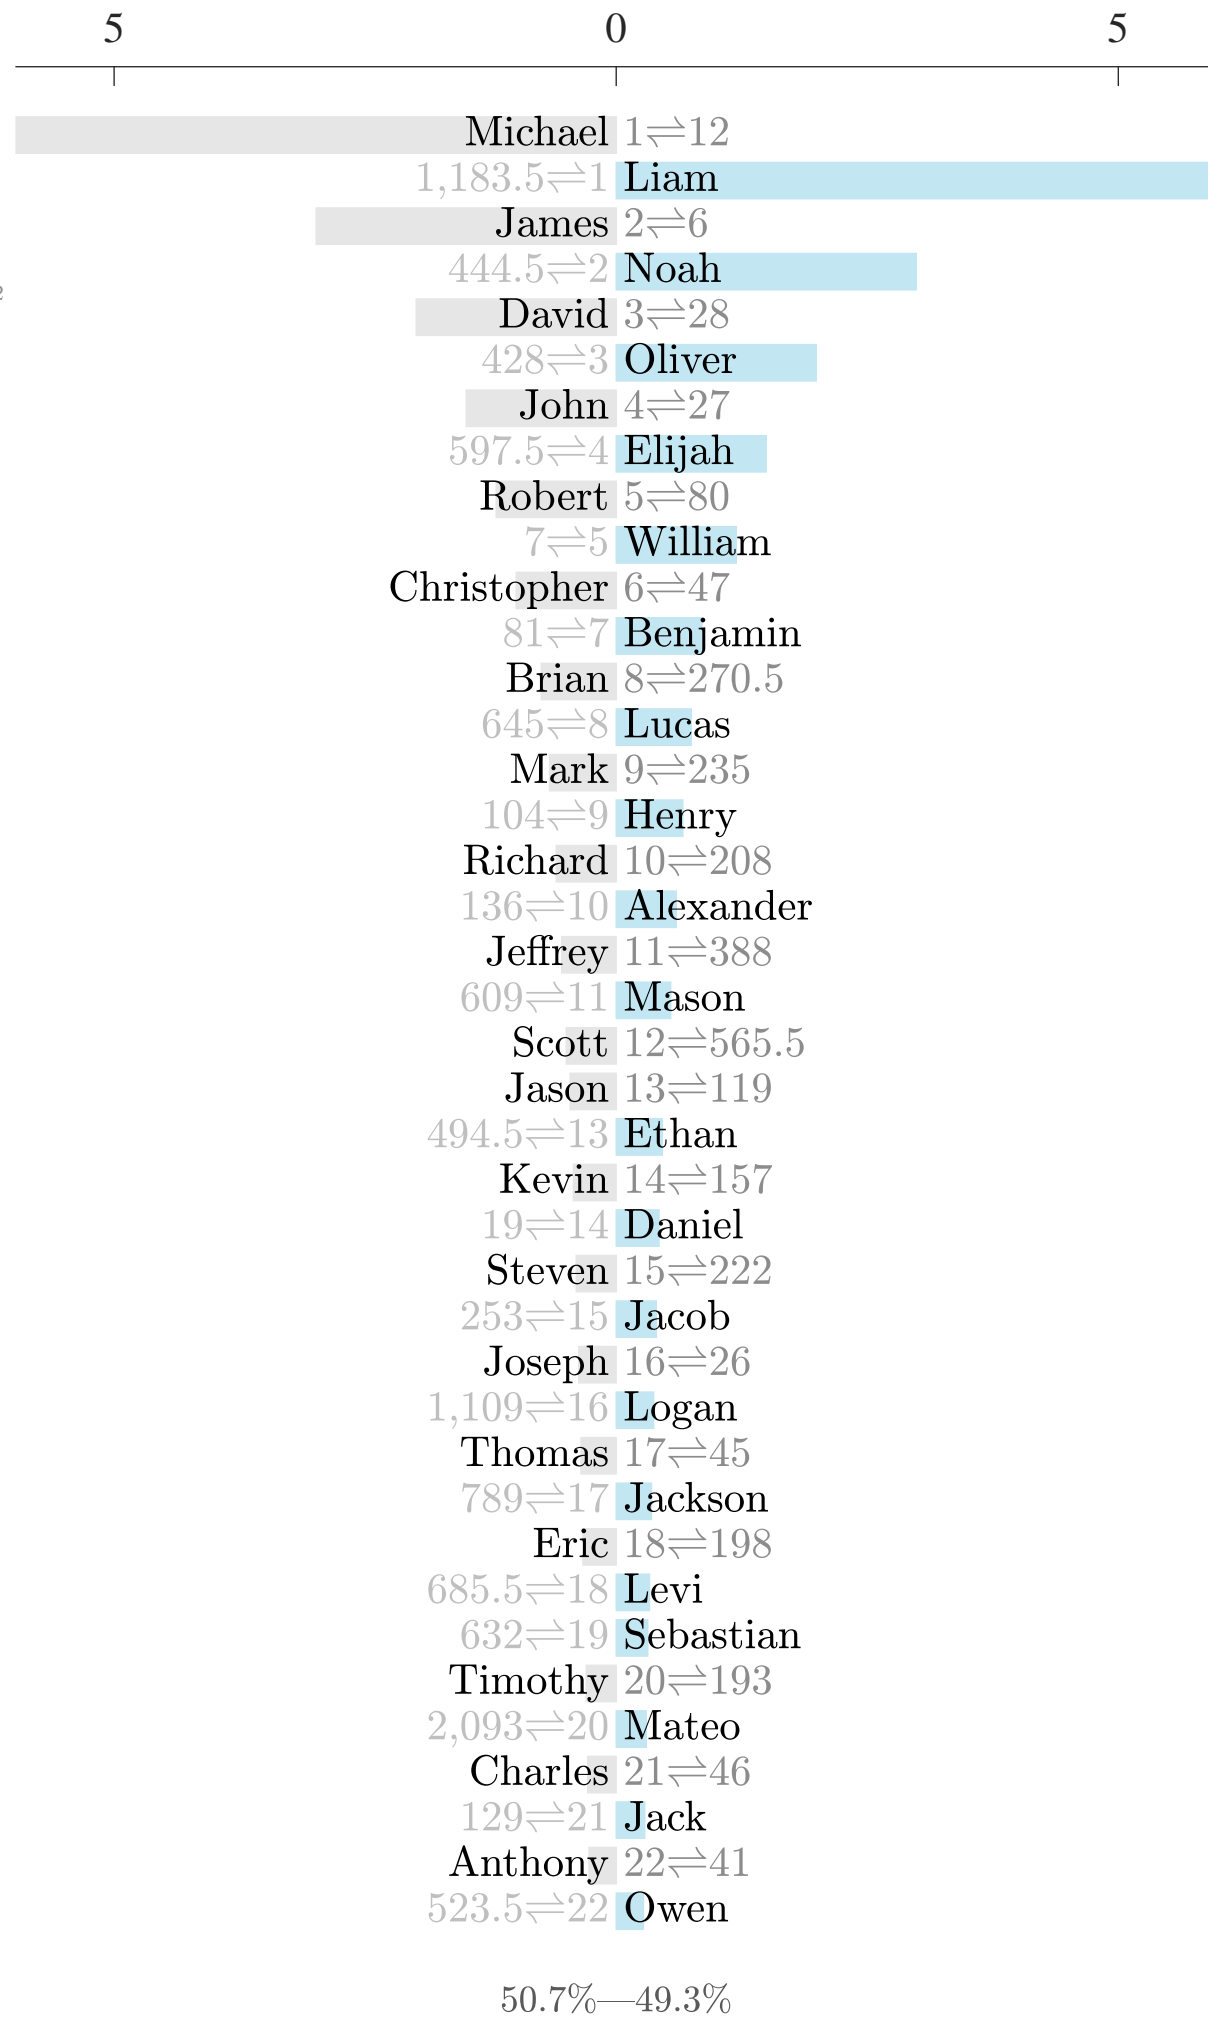 5 0 5
Michael 1⇌12
1,183.5⇌1 Liam
James 2⇌6
444.5⇌2 Noah
2
David 3⇌28
428⇌3 Oliver
John 4⇌27
597.5⇌4 Elijah
Robert 5⇌80
7⇌5 William
Christopher 6⇌47
81⇌7 Benjamin
Brian 8⇌270.5
645⇌8 Lucas
Mark 9⇌235
104⇌9 Henry
Richard 10⇌208
136⇌10 Alexander
Jeffrey 11⇌388
609⇌11 Mason
Scott 12⇌565.5
Jason 13⇌119
494.5⇌13 Ethan
Kevin 14⇌157
19⇌14 Daniel
Steven 15⇌222
253⇌15 Jacob
Joseph 16⇌26
1,109⇌16 Logan
Thomas 17⇌45
789⇌17 Jackson
Eric 18⇌198
685.5⇌18 Levi
632⇌19 Sebastian
Timothy 20⇌193
2,093⇌20 Mateo
Charles 21⇌46
129⇌21 Jack
Anthony 22⇌41
523.5⇌22 Owen
50.7%—49.3%